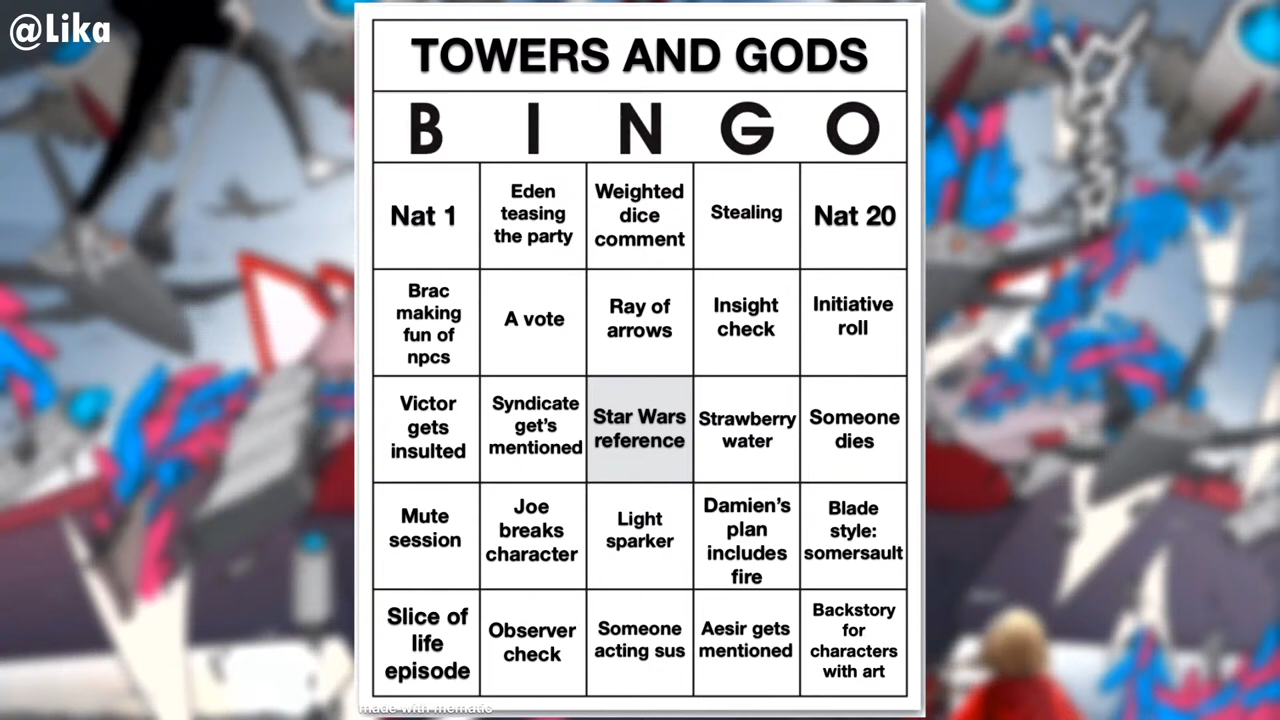 @Lika
TOWERS AND GODS
B I N G O
Nat 1
Eden
teasing
the party
Weighted
dice
comment
Stealing
Nat 20
Brac
making
fun of
npcs
A vote
Ray of
arrows
Insight
check
Initiative
roll
Victor
gets
insulted
Syndicate
get's
mentioned
Star Wars
reference
Strawberry
water
Someone
dies
Mute
session
Joe
breaks
character
Light
sparker
Damien's
plan
includes
fire
Blade
style:
somersault
Slice of
life
episode
Observer
check
Someone
acting sus
Aesir gets
mentioned
Backstory
for
characters
with art
made with mematic